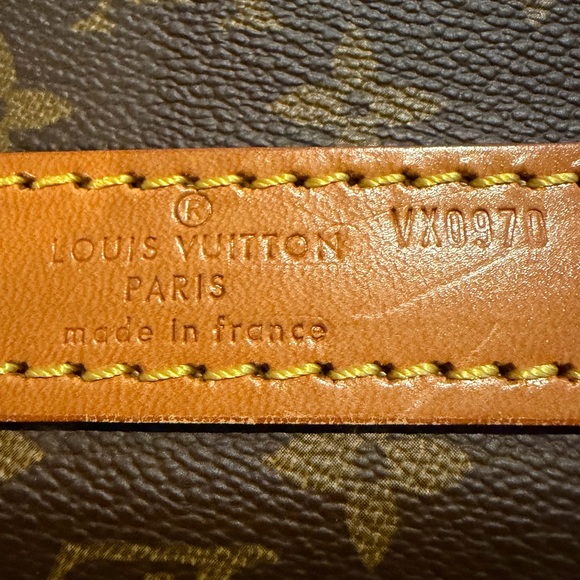 ®
LOUIS VUITTON
PARIS
made in france
VX0970